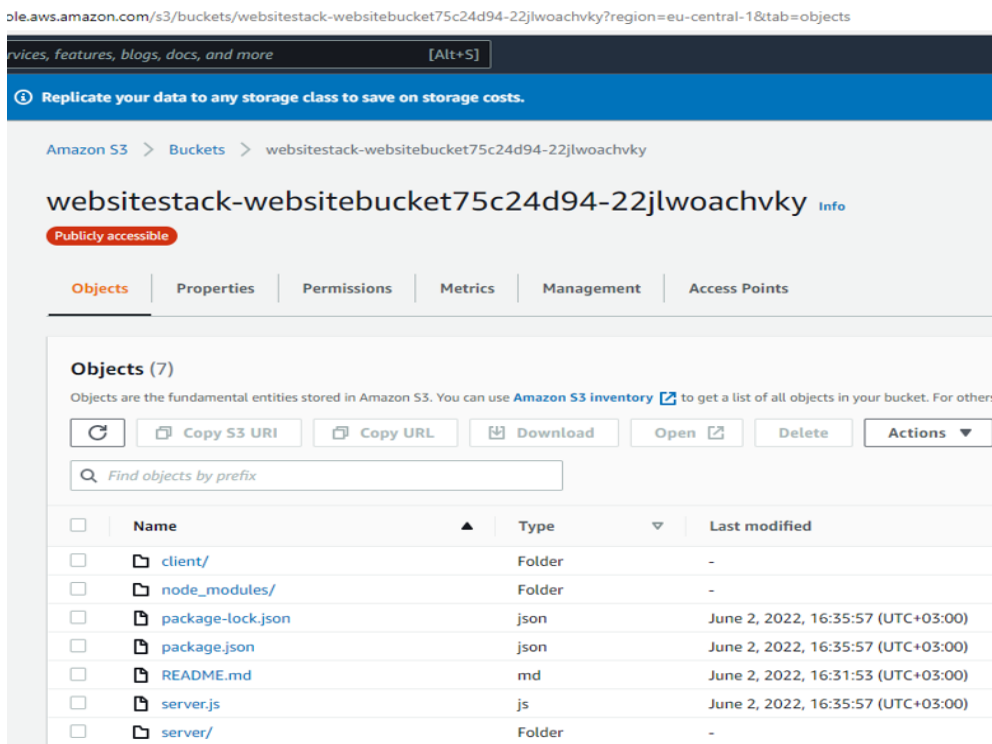 ole.aws.amazon.com/s3/buckets/websitestack-websitebucket75c24d94-22jlwoachvky?region=eu-central-1&tab=objects
rvices, features, blogs, docs, and more [Alt+S]
Replicate your data to any storage class to save on storage costs.
Amazon S3 > Buckets > websitestack-websitebucket75c24d94-22jlwoachvky
websitestack-websitebucket75c24d94-22jlwoachvky Info
Publicly accessible
Objects Properties Permissions Metrics Management Access Points
Objects (7)
Objects are the fundamental entities stored in Amazon S3. You can use Amazon S3 inventory to get a list of all objects in your bucket. For others
Copy S3 URI Copy URL Download Open Delete Actions
Find objects by prefix
Name Type Last modified
client/ Folder -
node_modules/ Folder -
package-lock.json json June 2, 2022, 16:35:57 (UTC+03:00)
package.json json June 2, 2022, 16:35:57 (UTC+03:00)
README.md md June 2, 2022, 16:31:53 (UTC+03:00)
server.js js June 2, 2022, 16:35:57 (UTC+03:00)
server/ Folder -